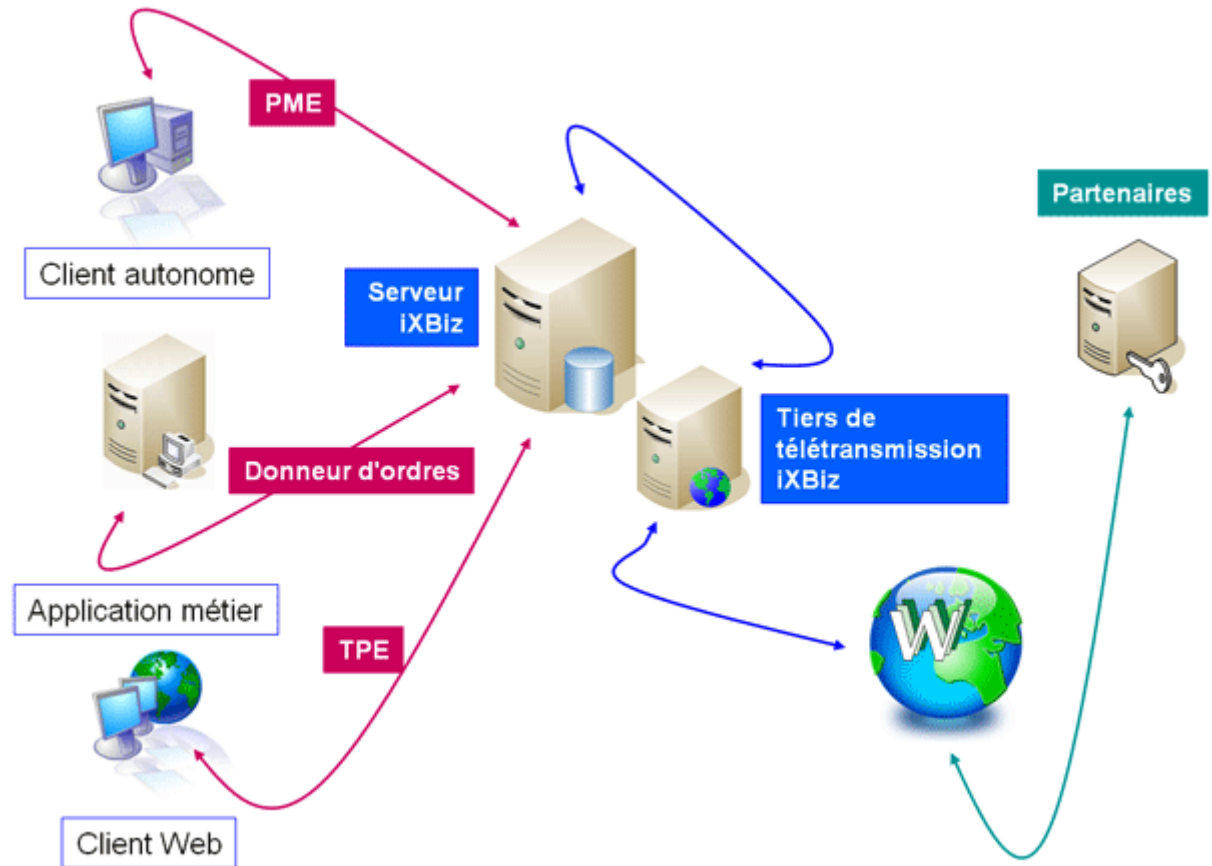 PME
Partenaires
Client autonome
Serveur
iXBiz
Tiers de
télétransmission
iXBiz
Donneur d'ordres
Application métier
TPE
W
Client Web